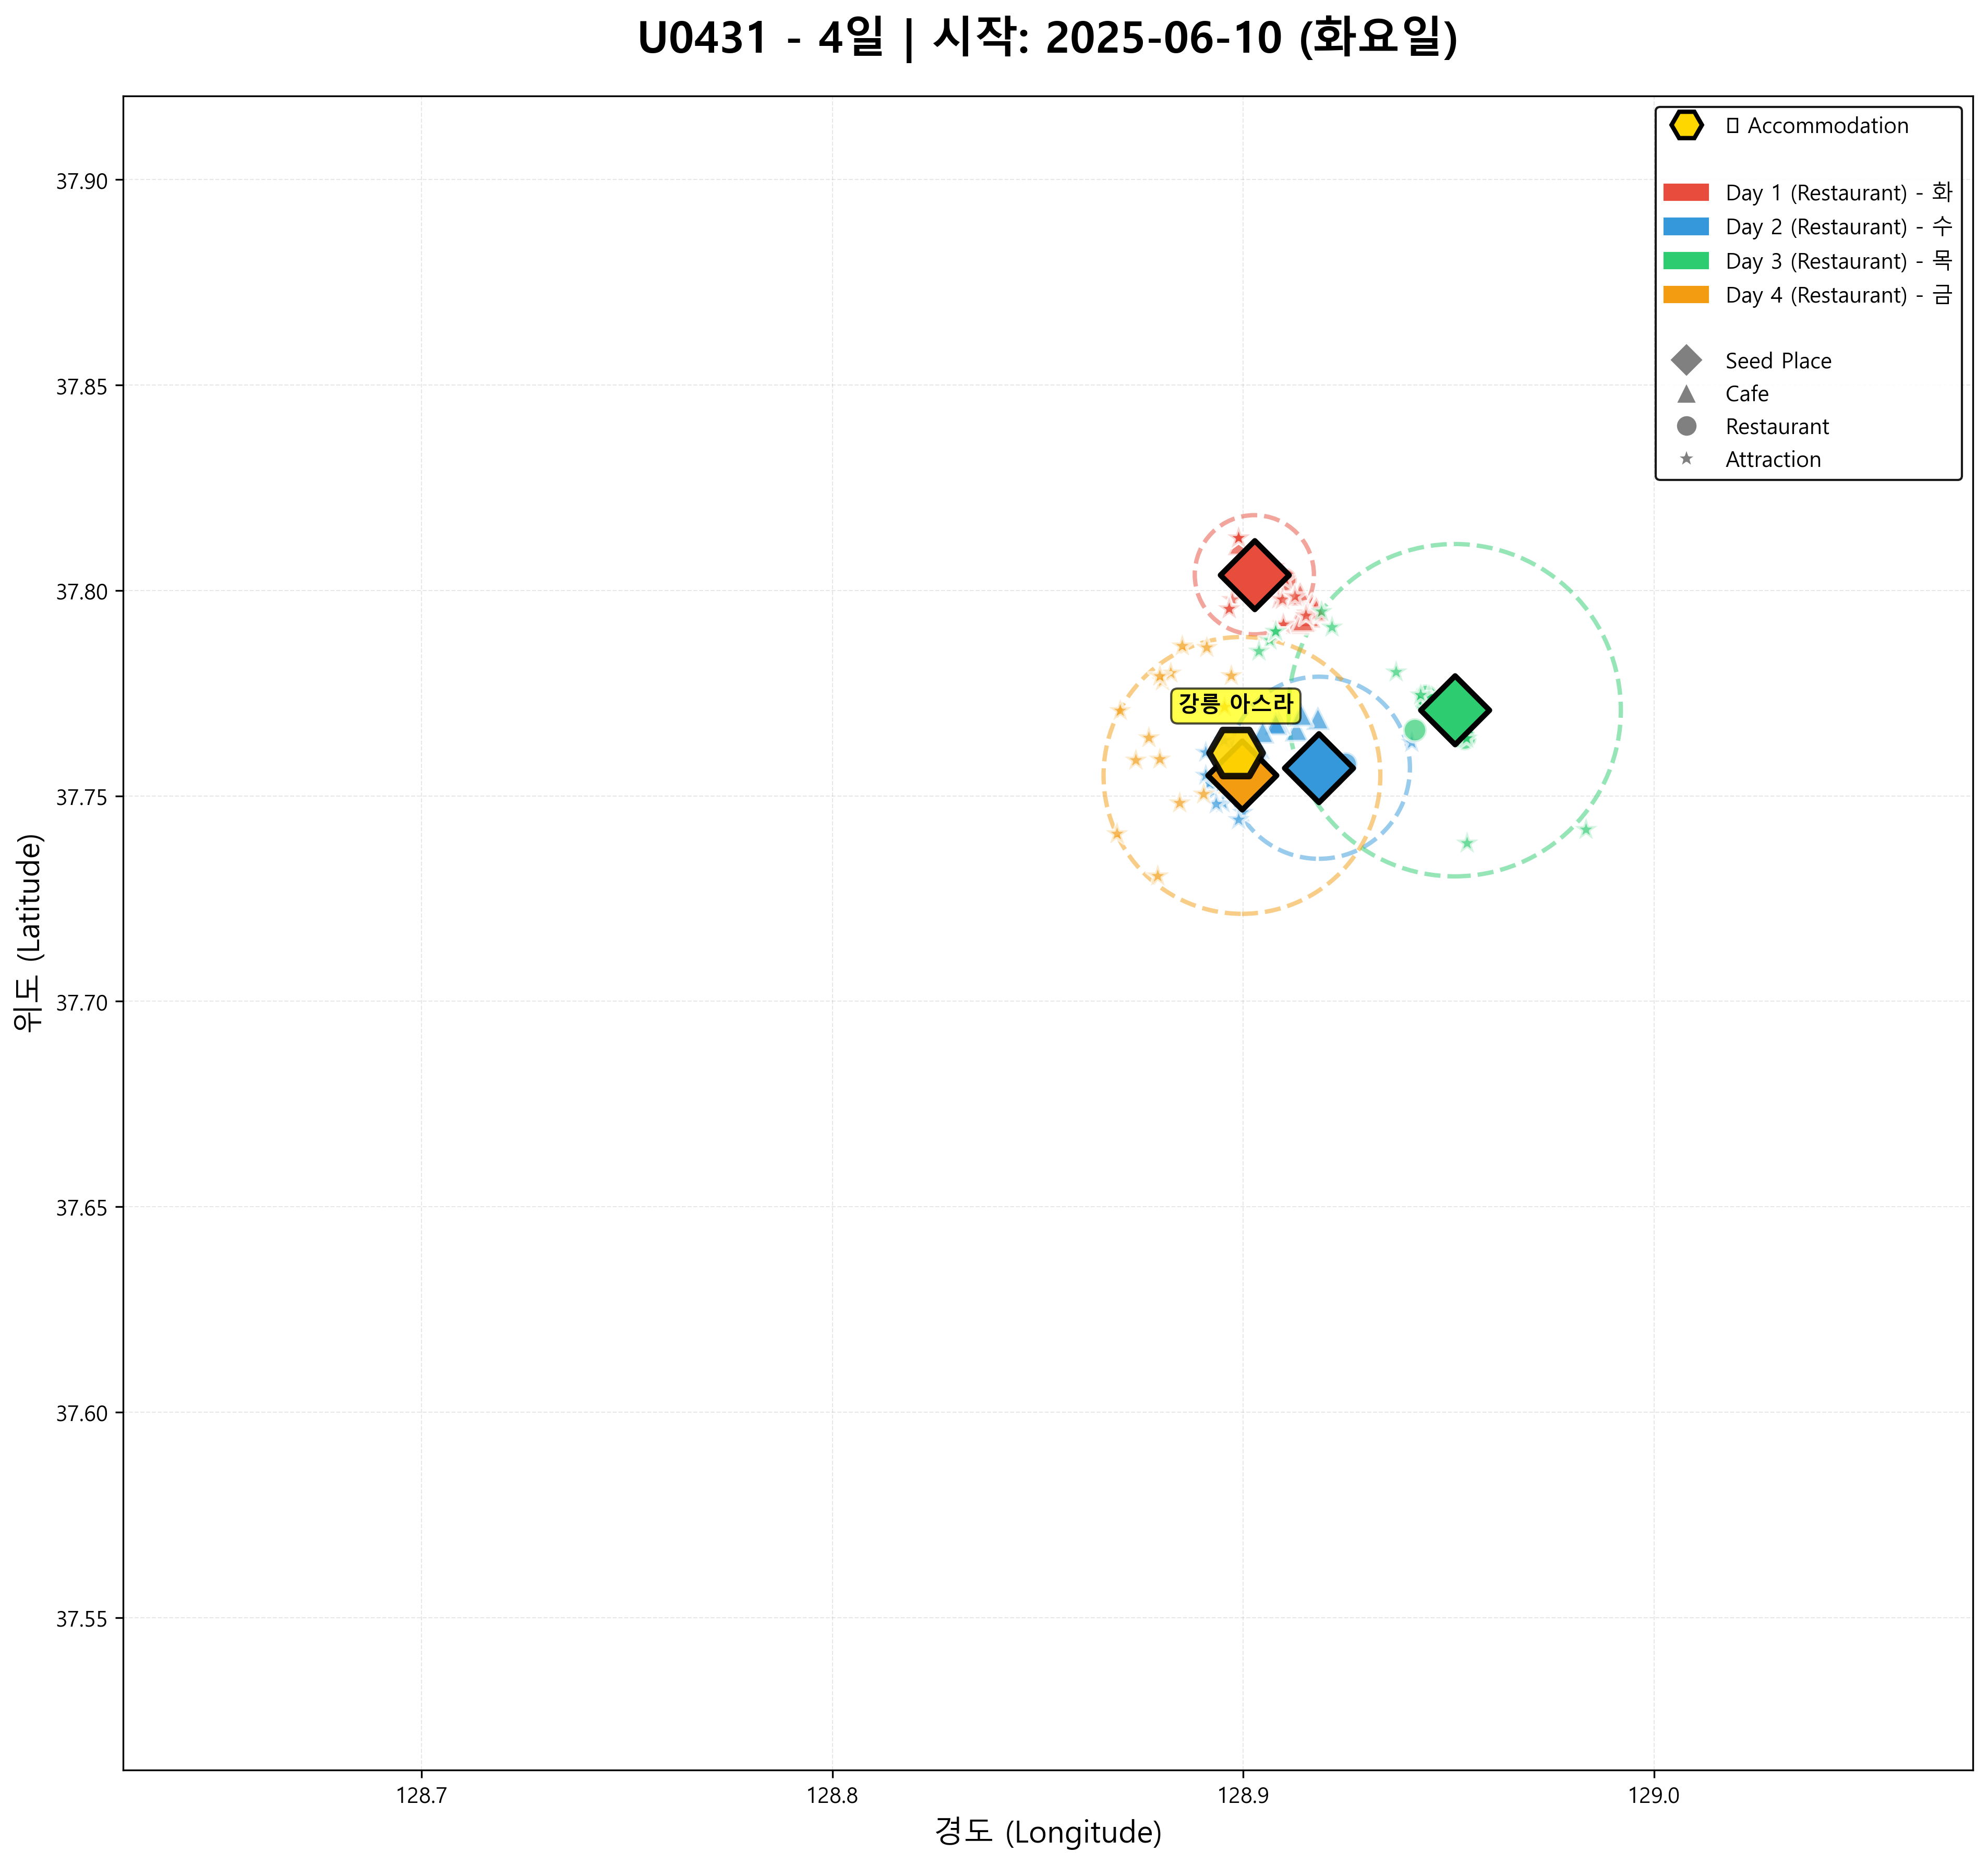 U0431 - 4일 | 시작: 2025-06-10 (화요일)
Accommodation
Day 1 (Restaurant) - 화
Day 2 (Restaurant) - 수
Day 3 (Restaurant) - 목
Day 4 (Restaurant) - 금
Seed Place
Cafe
Restaurant
Attraction
37.90
37.85
37.80
37.75
37.70
37.65
37.60
37.55
강릉 아스라
위도 (Latitude)
128.7
128.8
128.9
129.0
경도 (Longitude)